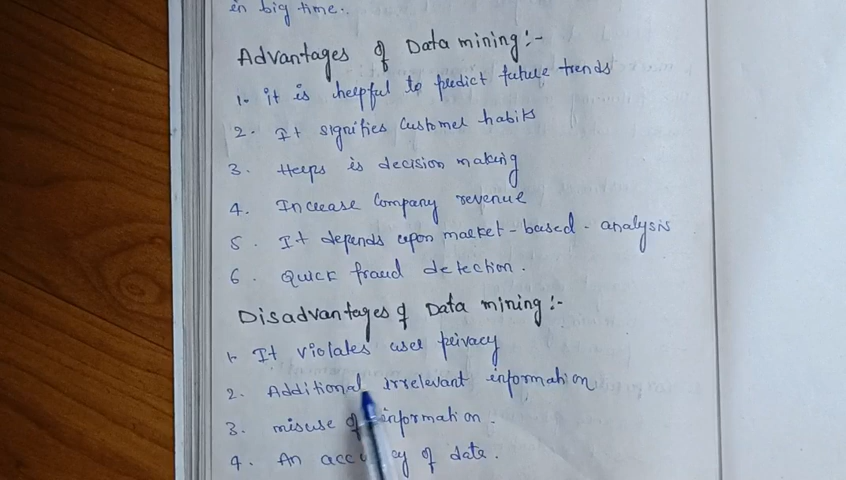 in big time.
Advantages of Data mining:-
1. it is helpful to predict future trends
2. It signifies customer habits
3. Helps is decision making
4. Increase Company revenue
5. It depends upon market-based-analysis
6. Quick fraud detection.
Disadvantages of Data mining:-
1. It violates user privacy
2. Additional irrelevant information
3. misuse of information.
4. An of data.